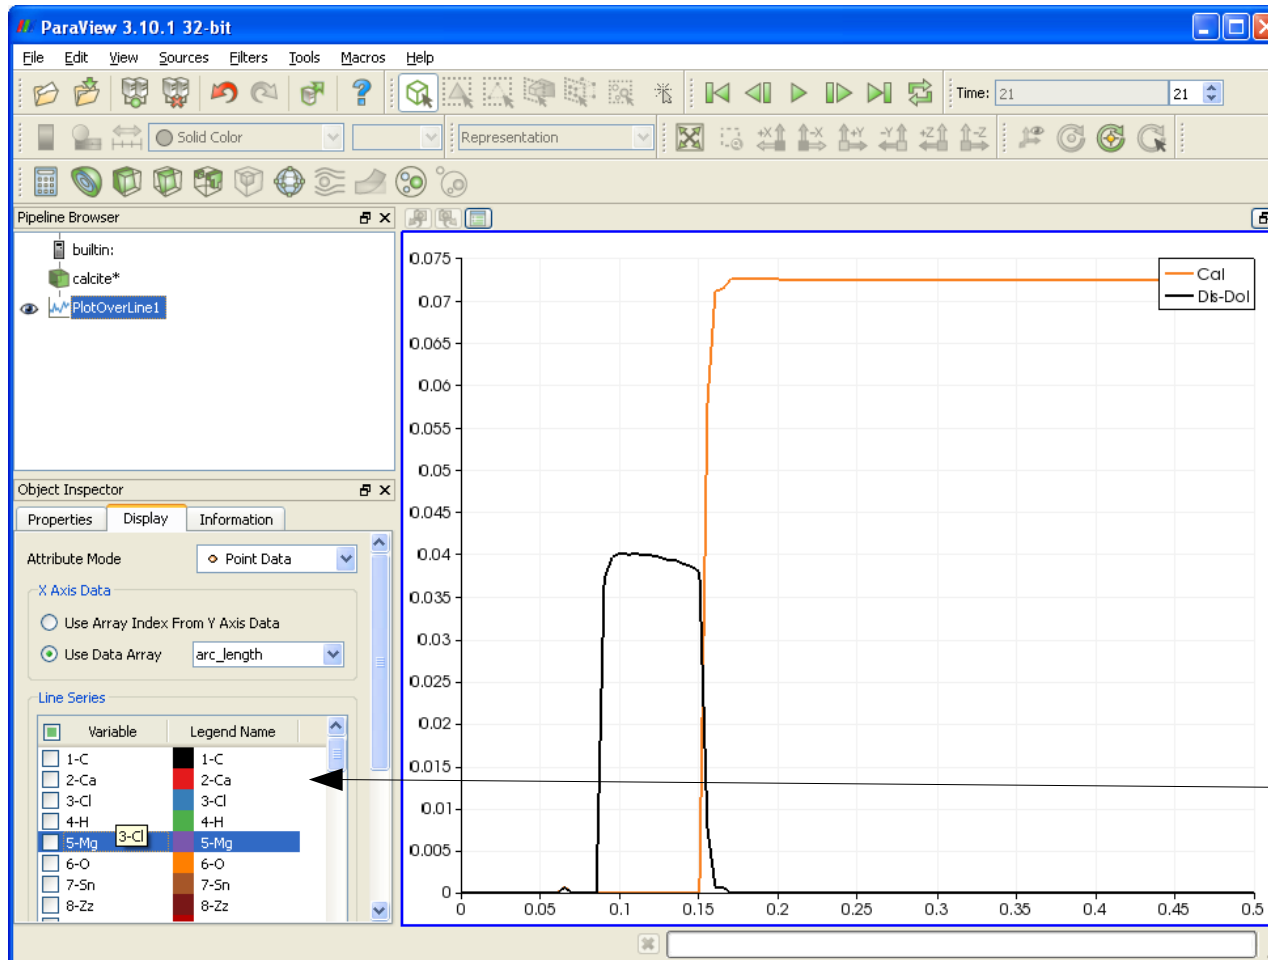 ParaView 3.10.1 32-bit
File Edit View Sources Filters Tools Macros Help
Time: 21 21
Solid Color Representation
+X -X +Y -Y +Z -Z
Pipeline Browser
builtin:
calcite*
PlotOverLine1
Object Inspector
Properties Display Information
Attribute Mode Point Data
X Axis Data
Use Array Index From Y Axis Data
Use Data Array arc_length
Line Series
Variable Legend Name
1-C 1-C
2-Ca 2-Ca
3-Cl 3-Cl
4-H 4-H
3-Cl
5-Mg 5-Mg
6-O 6-O
7-Sn 7-Sn
8-Zz 8-Zz
0.075
0.07
0.065
0.06
0.055
0.05
0.045
0.04
0.035
0.03
0.025
0.02
0.015
0.01
0.005
0
0 0.05 0.1 0.15 0.2 0.25 0.3 0.35 0.4 0.45 0.5
Cal
Dis-Dol